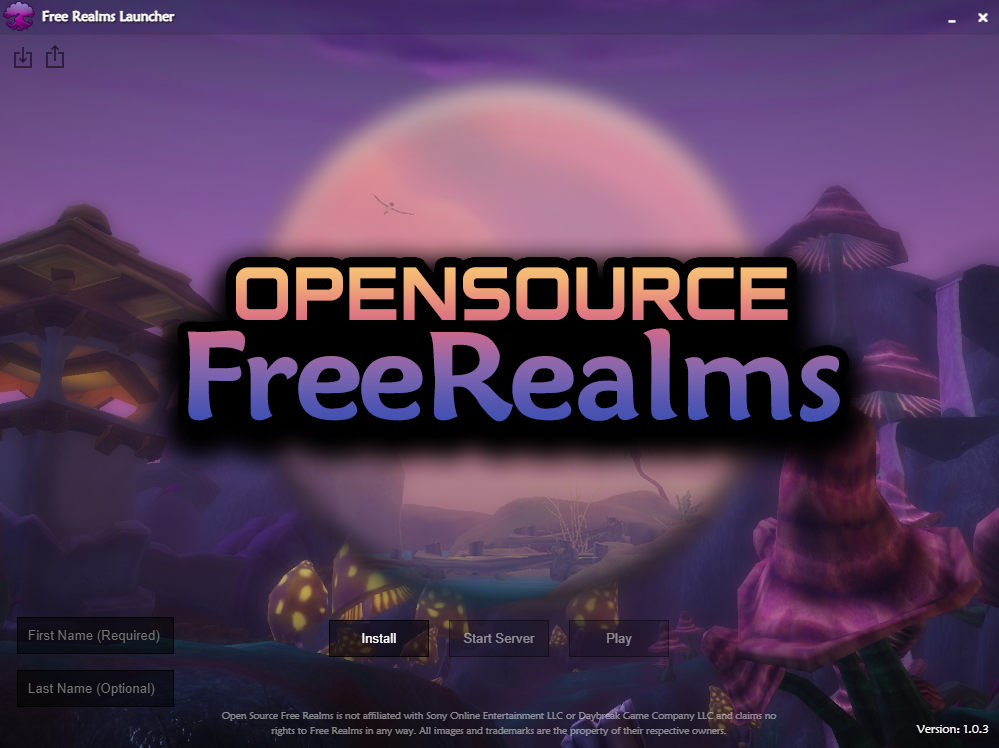 Free Realms Launcher
OPENSOURCE
FreeRealms
First Name (Required)
Install
Start Server
Play
Last Name (Optional)
Open Source Free Realms is not affiliated with Sony Online Entertainment LLC or Daybreak Game Company LLC and claims no
rights to Free Realms in any way. All images and trademarks are the property of their respective owners.
Version: 1.0.3